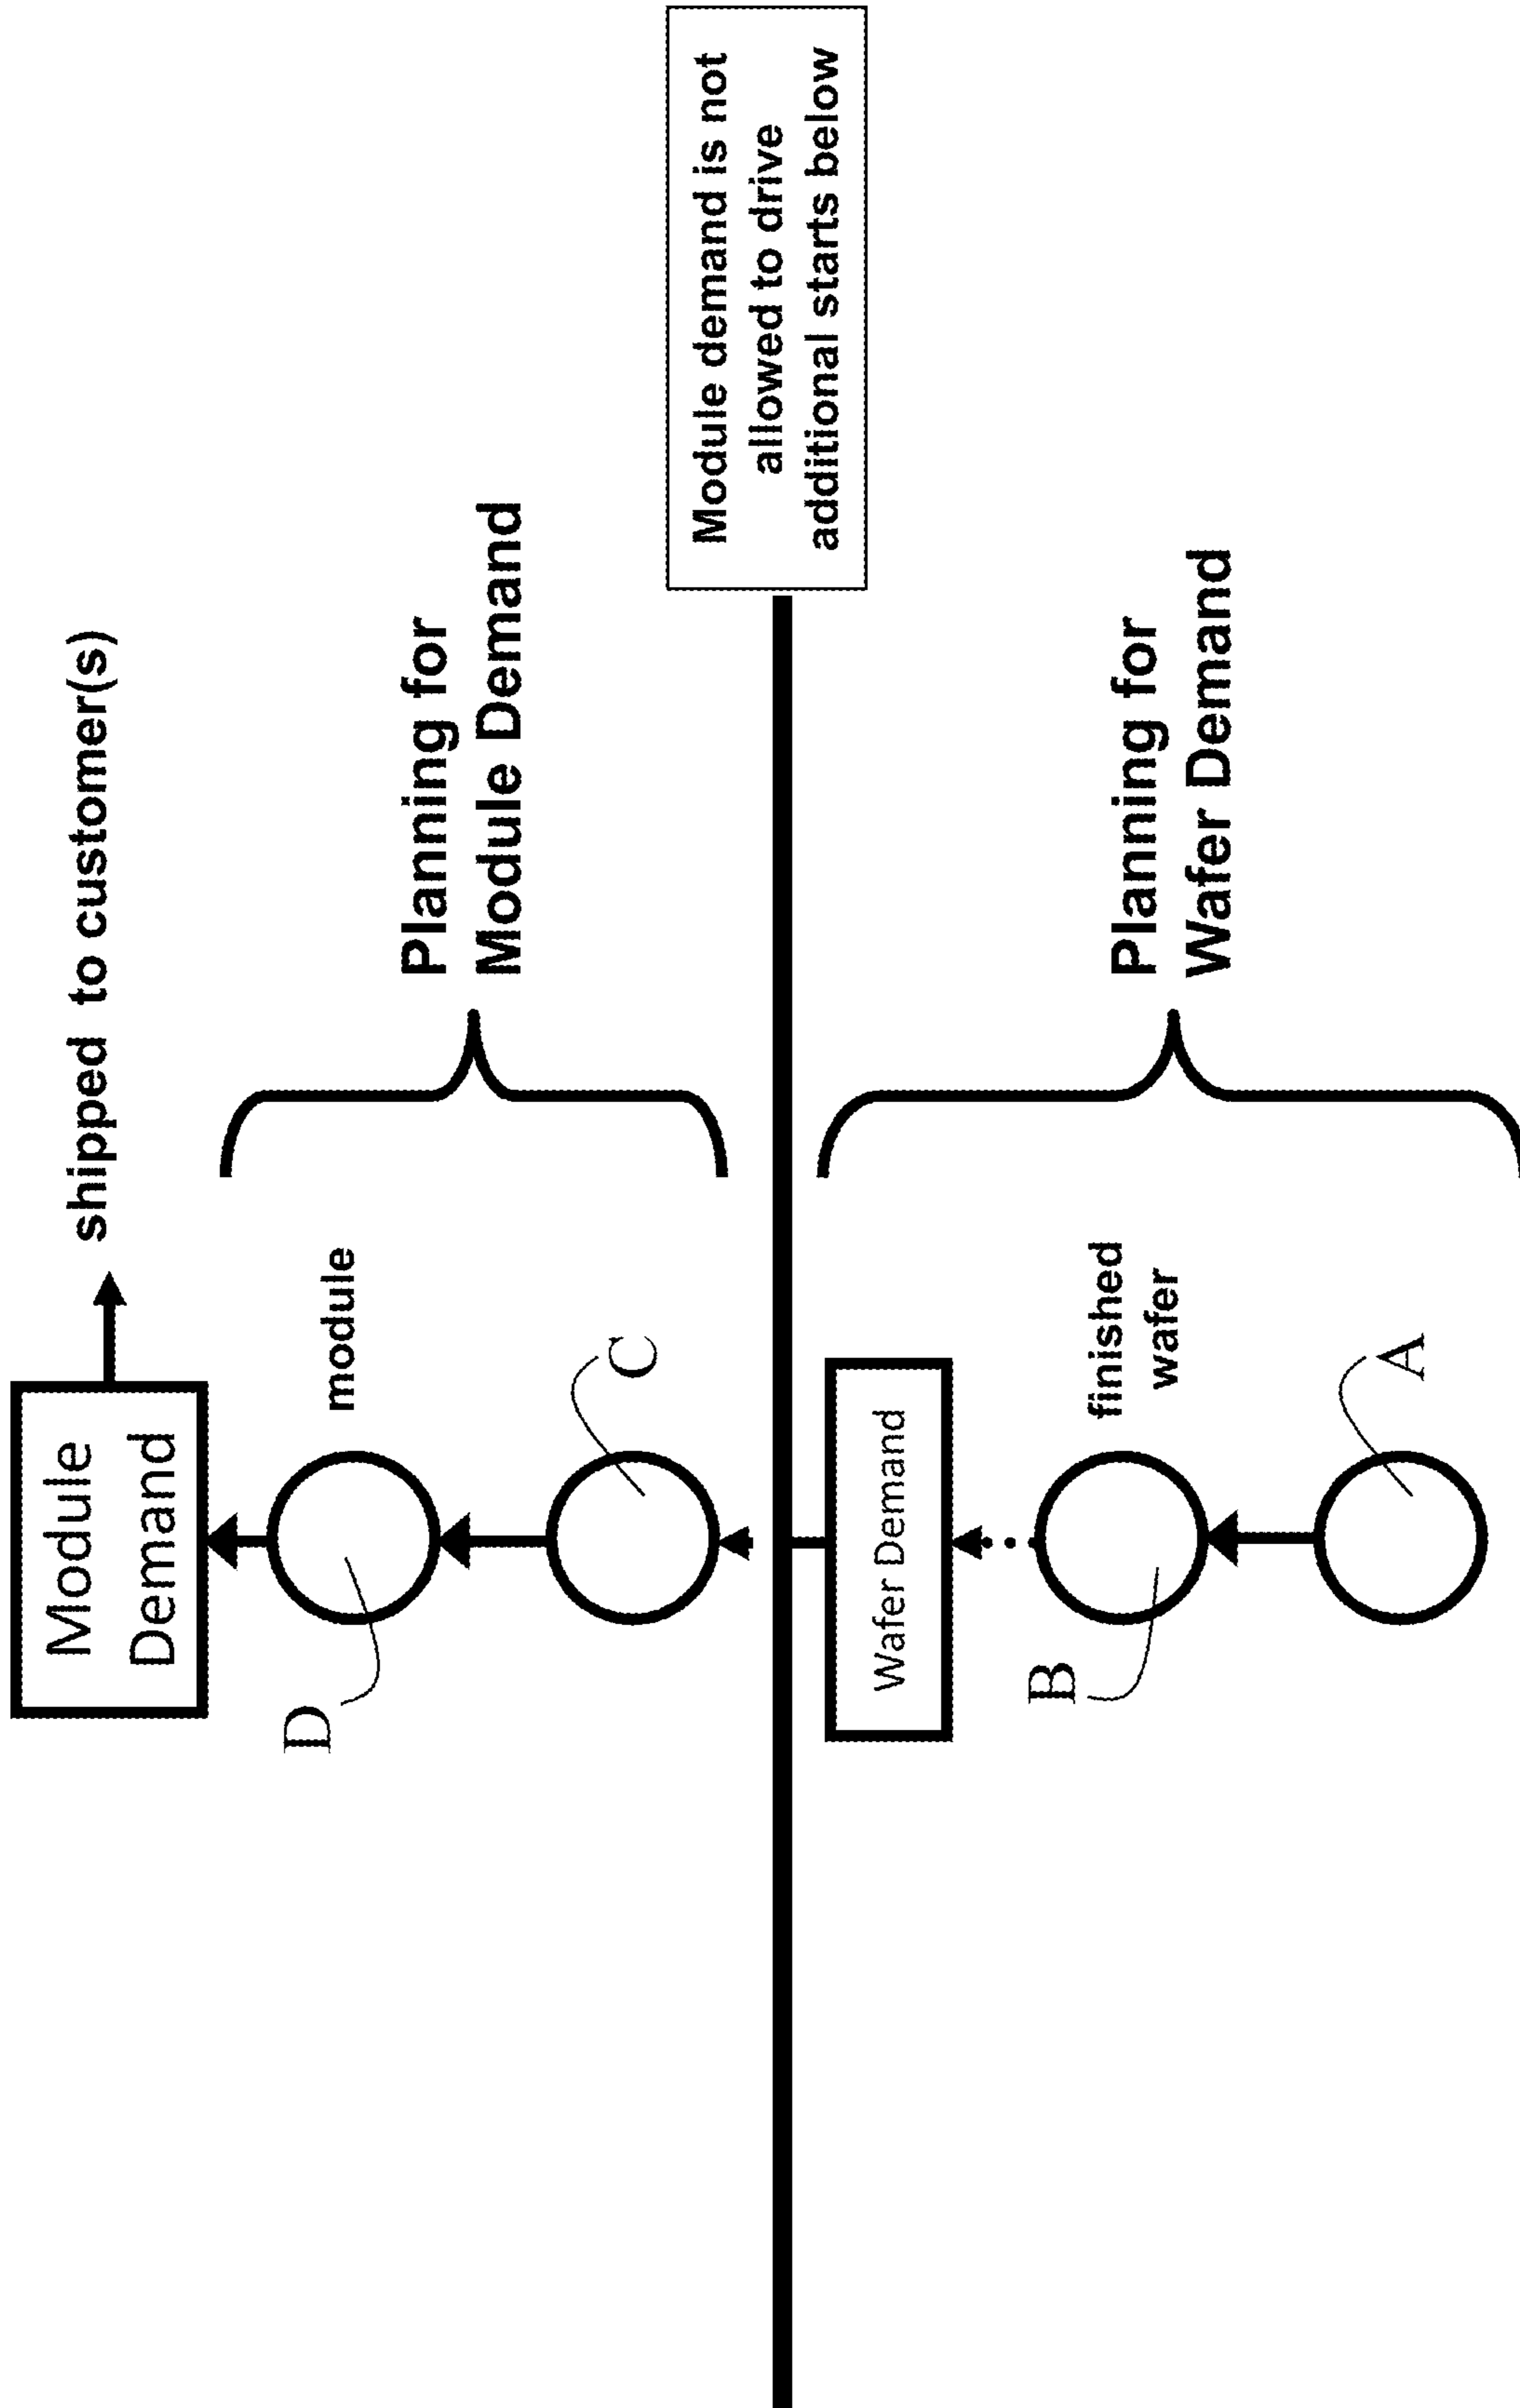 Module
Demand
shipped to customer(s)
D
module
Planning for
Module Demand
C
Module demand is not
allowed to drive
additional starts below
Wafer Demand
B
finished
wafer
Planning for
Wafer Demand
A